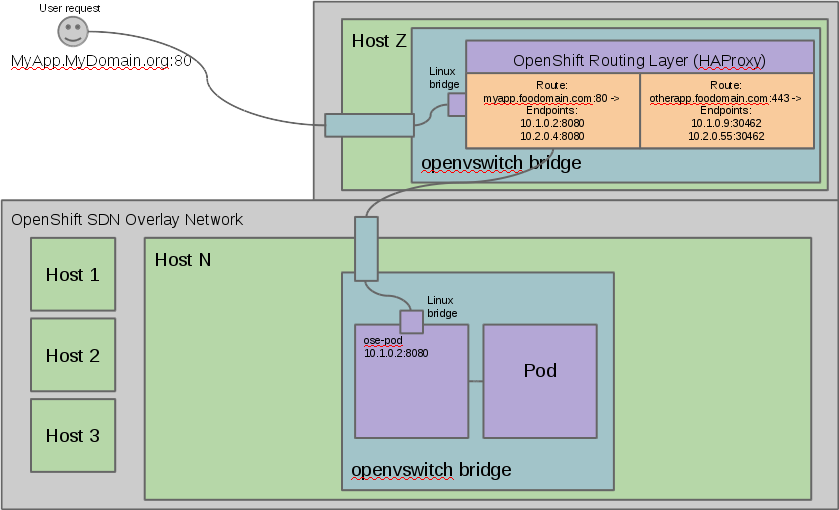 User request
MyApp.MyDomain.org:80
Host Z
OpenShift Routing Layer (HAProxy)
Linux
bridge
Route:
myapp.foodomain.com:80 ->
Endpoints:
10.1.0.2:8080
10.2.0.4:8080
Route:
otherapp.foodomain.com:443 ->
Endpoints:
10.1.0.9:30462
10.2.0.55:30462
openvswitch bridge
OpenShift SDN Overlay Network
Host 1
Host 2
Host 3
Host N
Linux
bridge
ose-pod
10.1.0.2:8080
Pod
openvswitch bridge